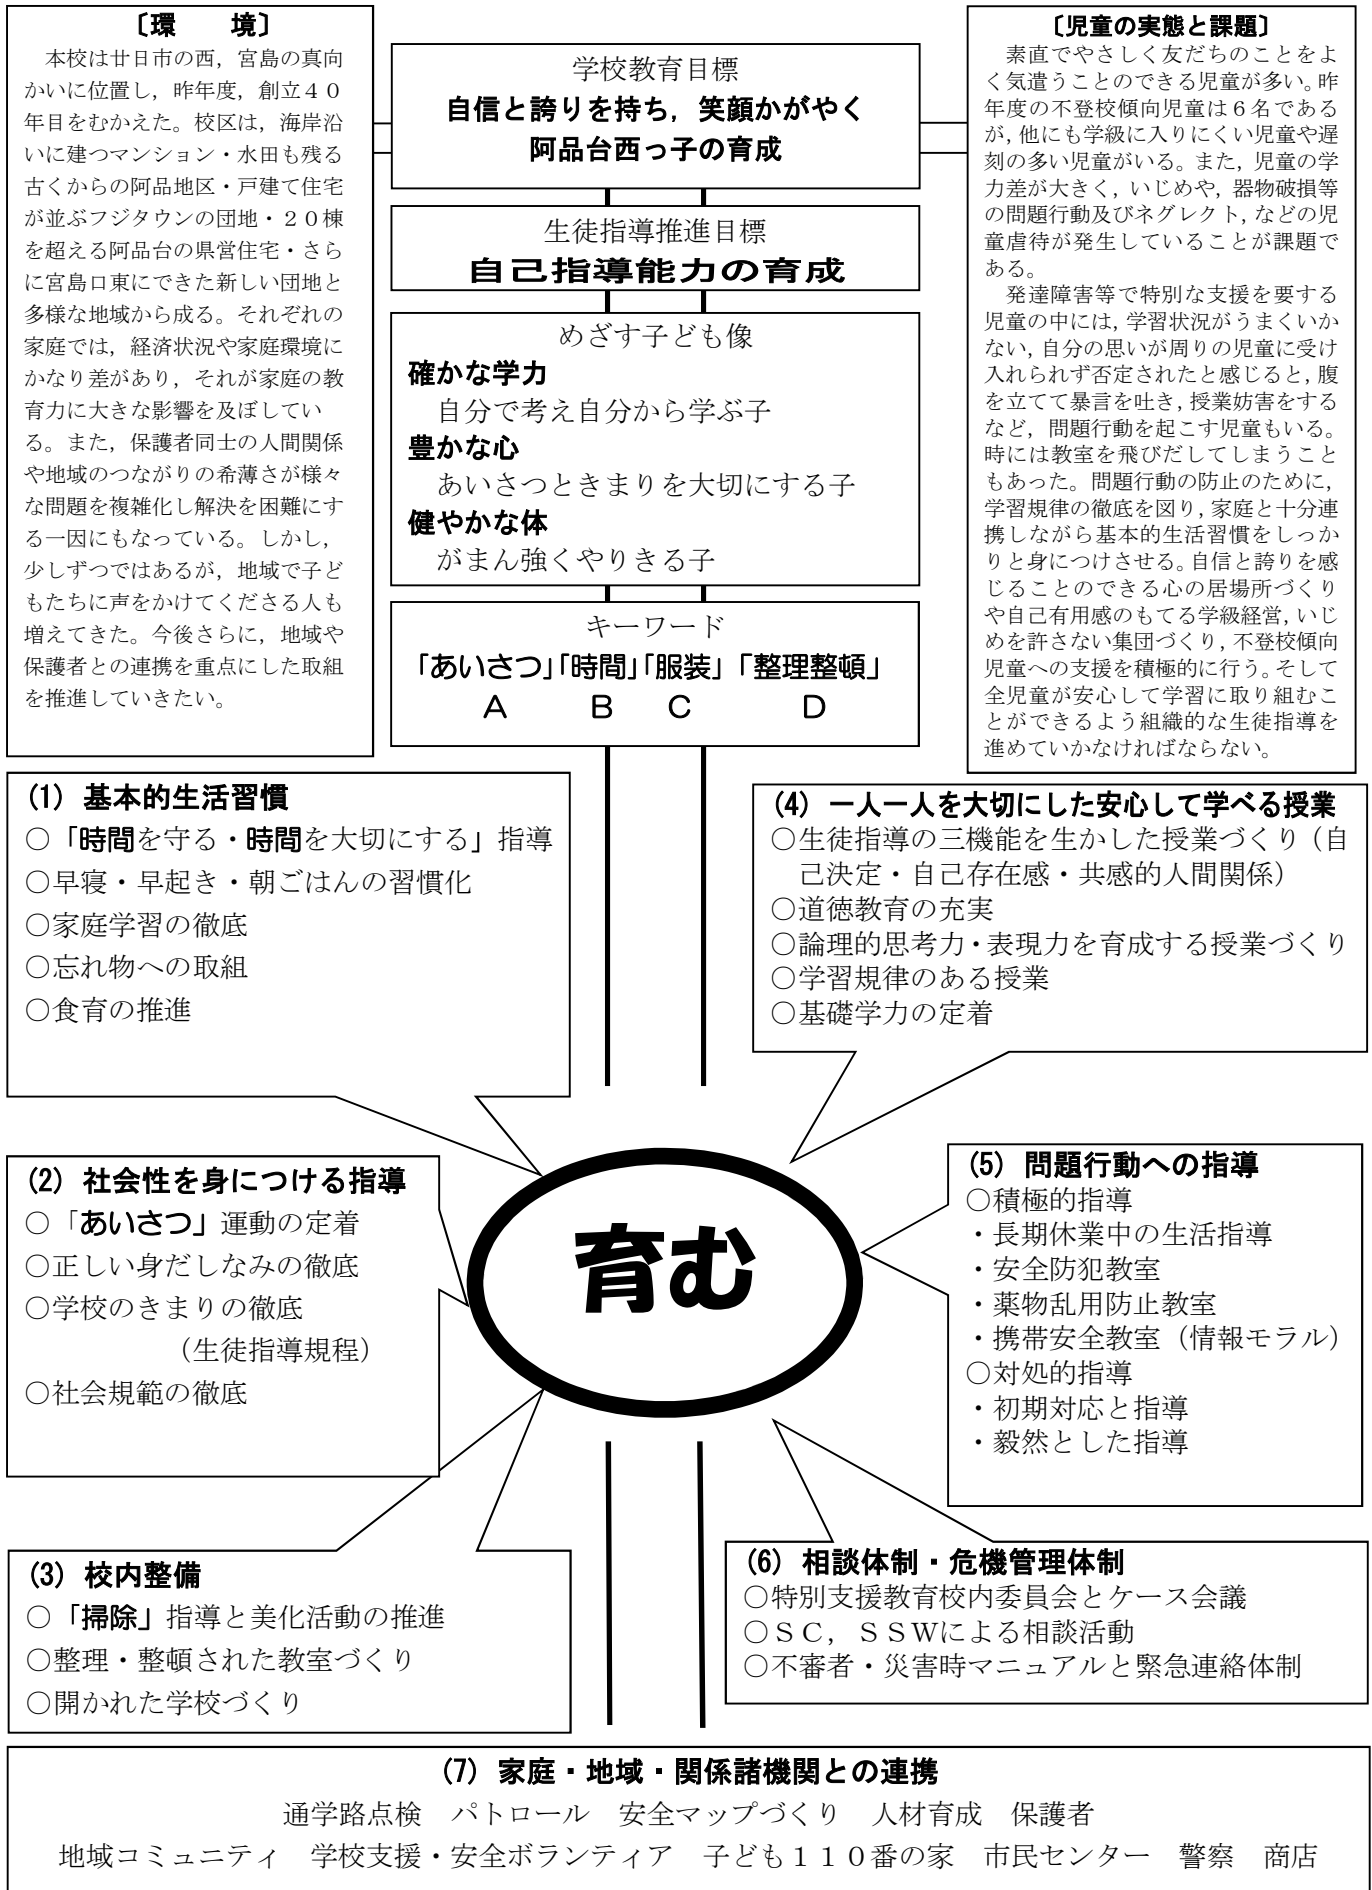 〔環　　境〕
本校は廿日市の西，宮島の真向
かいに位置し，昨年度，創立４０
年目をむかえた。校区は，海岸沿
いに建つマンション・水田も残る
古くからの阿品地区・戸建て住宅
が並ぶフジタウンの団地・２０棟
を超える阿品台の県営住宅・さら
に宮島口東にできた新しい団地と
多様な地域から成る。それぞれの
家庭では，経済状況や家庭環境に
かなり差があり，それが家庭の教
育力に大きな影響を及ぼしてい
る。また，保護者同士の人間関係
や地域のつながりの希薄さが様々
な問題を複雑化し解決を困難にす
る一因にもなっている。しかし，
少しずつではあるが，地域で子ど
もたちに声をかけてくださる人も
増えてきた。今後さらに，地域や
保護者との連携を重点にした取組
を推進していきたい。
学校教育目標
自信と誇りを持ち，笑顔かがやく
阿品台西っ子の育成
生徒指導推進目標
自己指導能力の育成
めざす子ども像
確かな学力
自分で考え自分から学ぶ子
豊かな心
あいさつときまりを大切にする子
健やかな体
がまん強くやりきる子
キーワード
「あいさつ」「時間」「服装」「整理整頓」
A　B　C　D
〔児童の実態と課題〕
素直でやさしく友だちのことをよ
く気遣うことのできる児童が多い。昨
年度の不登校傾向児童は６名である
が，他にも学級に入りにくい児童や遅
刻の多い児童がいる。また，児童の学
力差が大きく，いじめや，器物破損等
の問題行動及びネグレクト，などの児
童虐待が発生していることが課題で
ある。
発達障害等で特別な支援を要する
児童の中には，学習状況がうまくいか
ない，自分の思いが周りの児童に受け
入れられず否定されたと感じると，腹
を立てて暴言を吐き，授業妨害をする
など，問題行動を起こす児童もいる。
時には教室を飛びだしてしまうこと
もあった。問題行動の防止のために，
学習規律の徹底を図り，家庭と十分連
携しながら基本的生活習慣をしっか
りと身につけさせる。自信と誇りを感
じることのできる心の居場所づくり
や自己有用感のもてる学級経営，いじ
めを許さない集団づくり，不登校傾向
児童への支援を積極的に行う。そして
全児童が安心して学習に取り組むこ
とができるよう組織的な生徒指導を
進めていかなければならない。
(1) 基本的生活習慣
○「時間を守る・時間を大切にする」指導
○早寝・早起き・朝ごはんの習慣化
○家庭学習の徹底
○忘れ物への取組
○食育の推進
(2) 社会性を身につける指導
○「あいさつ」運動の定着
○正しい身だしなみの徹底
○学校のきまりの徹底
（生徒指導規程）
○社会規範の徹底
(3) 校内整備
○「掃除」指導と美化活動の推進
○整理・整頓された教室づくり
○開かれた学校づくり
育む
(4) 一人一人を大切にした安心して学べる授業
○生徒指導の三機能を生かした授業づくり（自
己決定・自己存在感・共感的人間関係）
○道徳教育の充実
○論理的思考力・表現力を育成する授業づくり
○学習規律のある授業
○基礎学力の定着
(5) 問題行動への指導
○積極的指導
・長期休業中の生活指導
・安全防犯教室
・薬物乱用防止教室
・携帯安全教室（情報モラル）
○対処的指導
・初期対応と指導
・毅然とした指導
(6) 相談体制・危機管理体制
○特別支援教育校内委員会とケース会議
○ＳＣ，ＳＳＷによる相談活動
○不審者・災害時マニュアルと緊急連絡体制
(7) 家庭・地域・関係諸機関との連携
通学路点検　パトロール　安全マップづくり　人材育成　保護者
地域コミュニティ　学校支援・安全ボランティア　子ども１１０番の家　市民センター　警察　商店